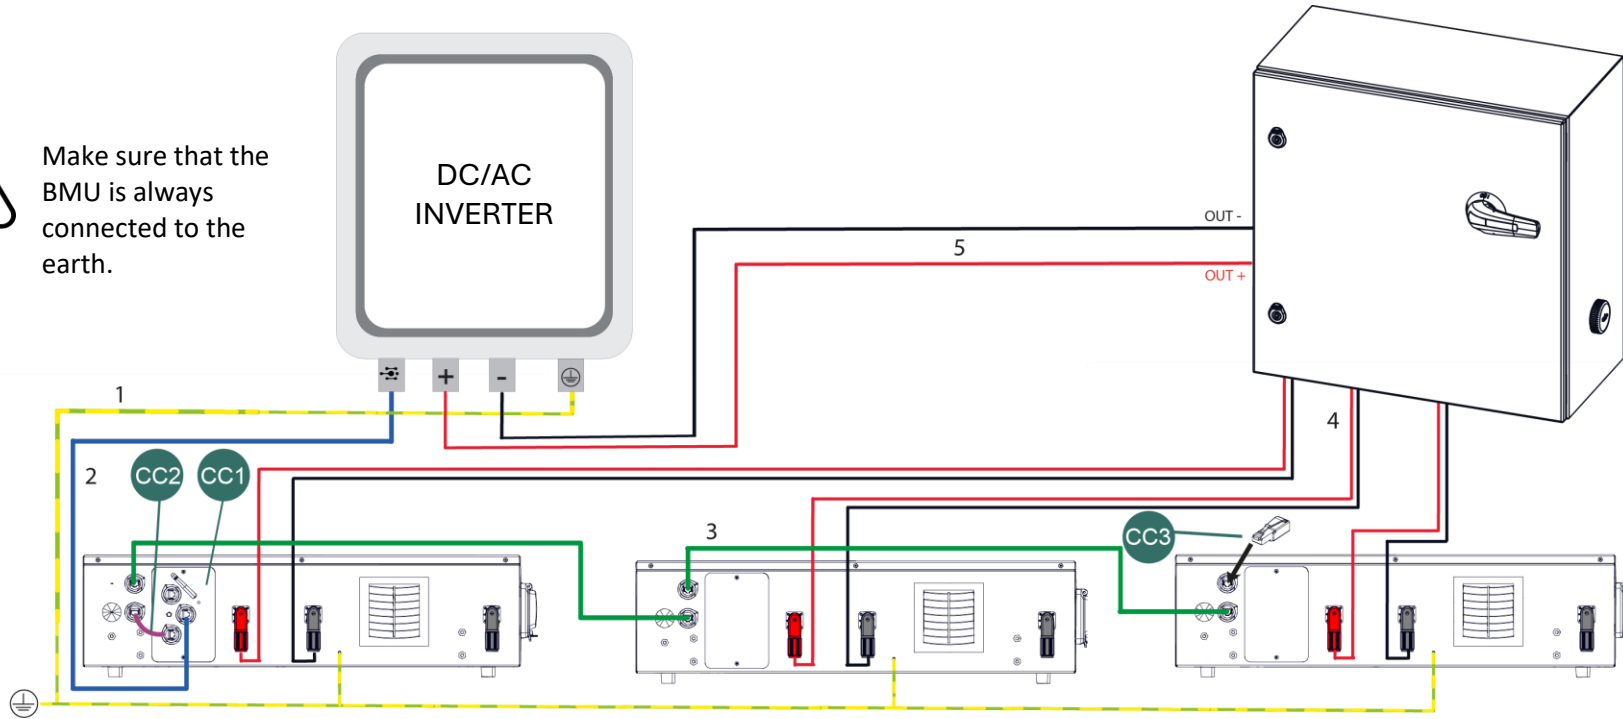 Make sure that the
BMU is always
connected to the
earth.
DC/AC
INVERTER
OUT -
5
OUT +
+
-
1
4
2
CC2
CC1
3
CC3